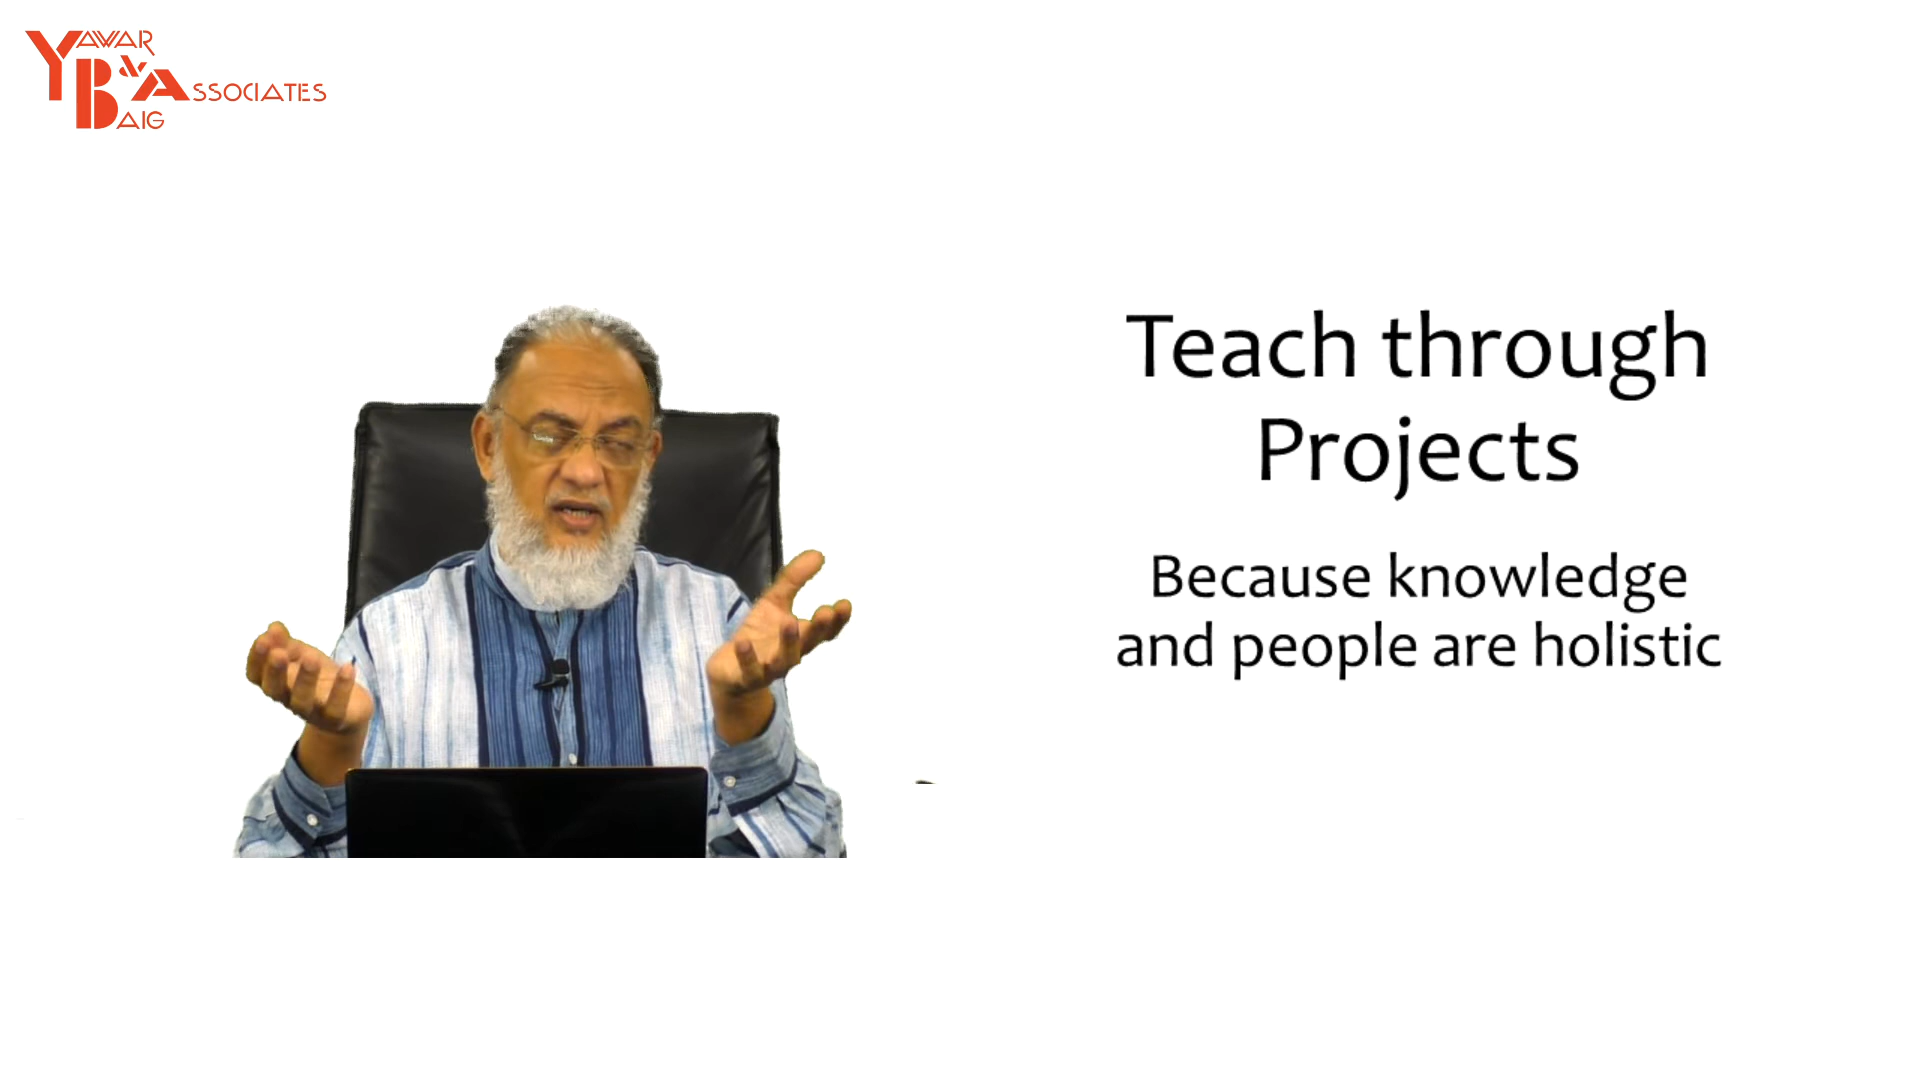 YAWAR
BAIG & ASSOCIATES
Teach through
Projects
Because knowledge
and people are holistic